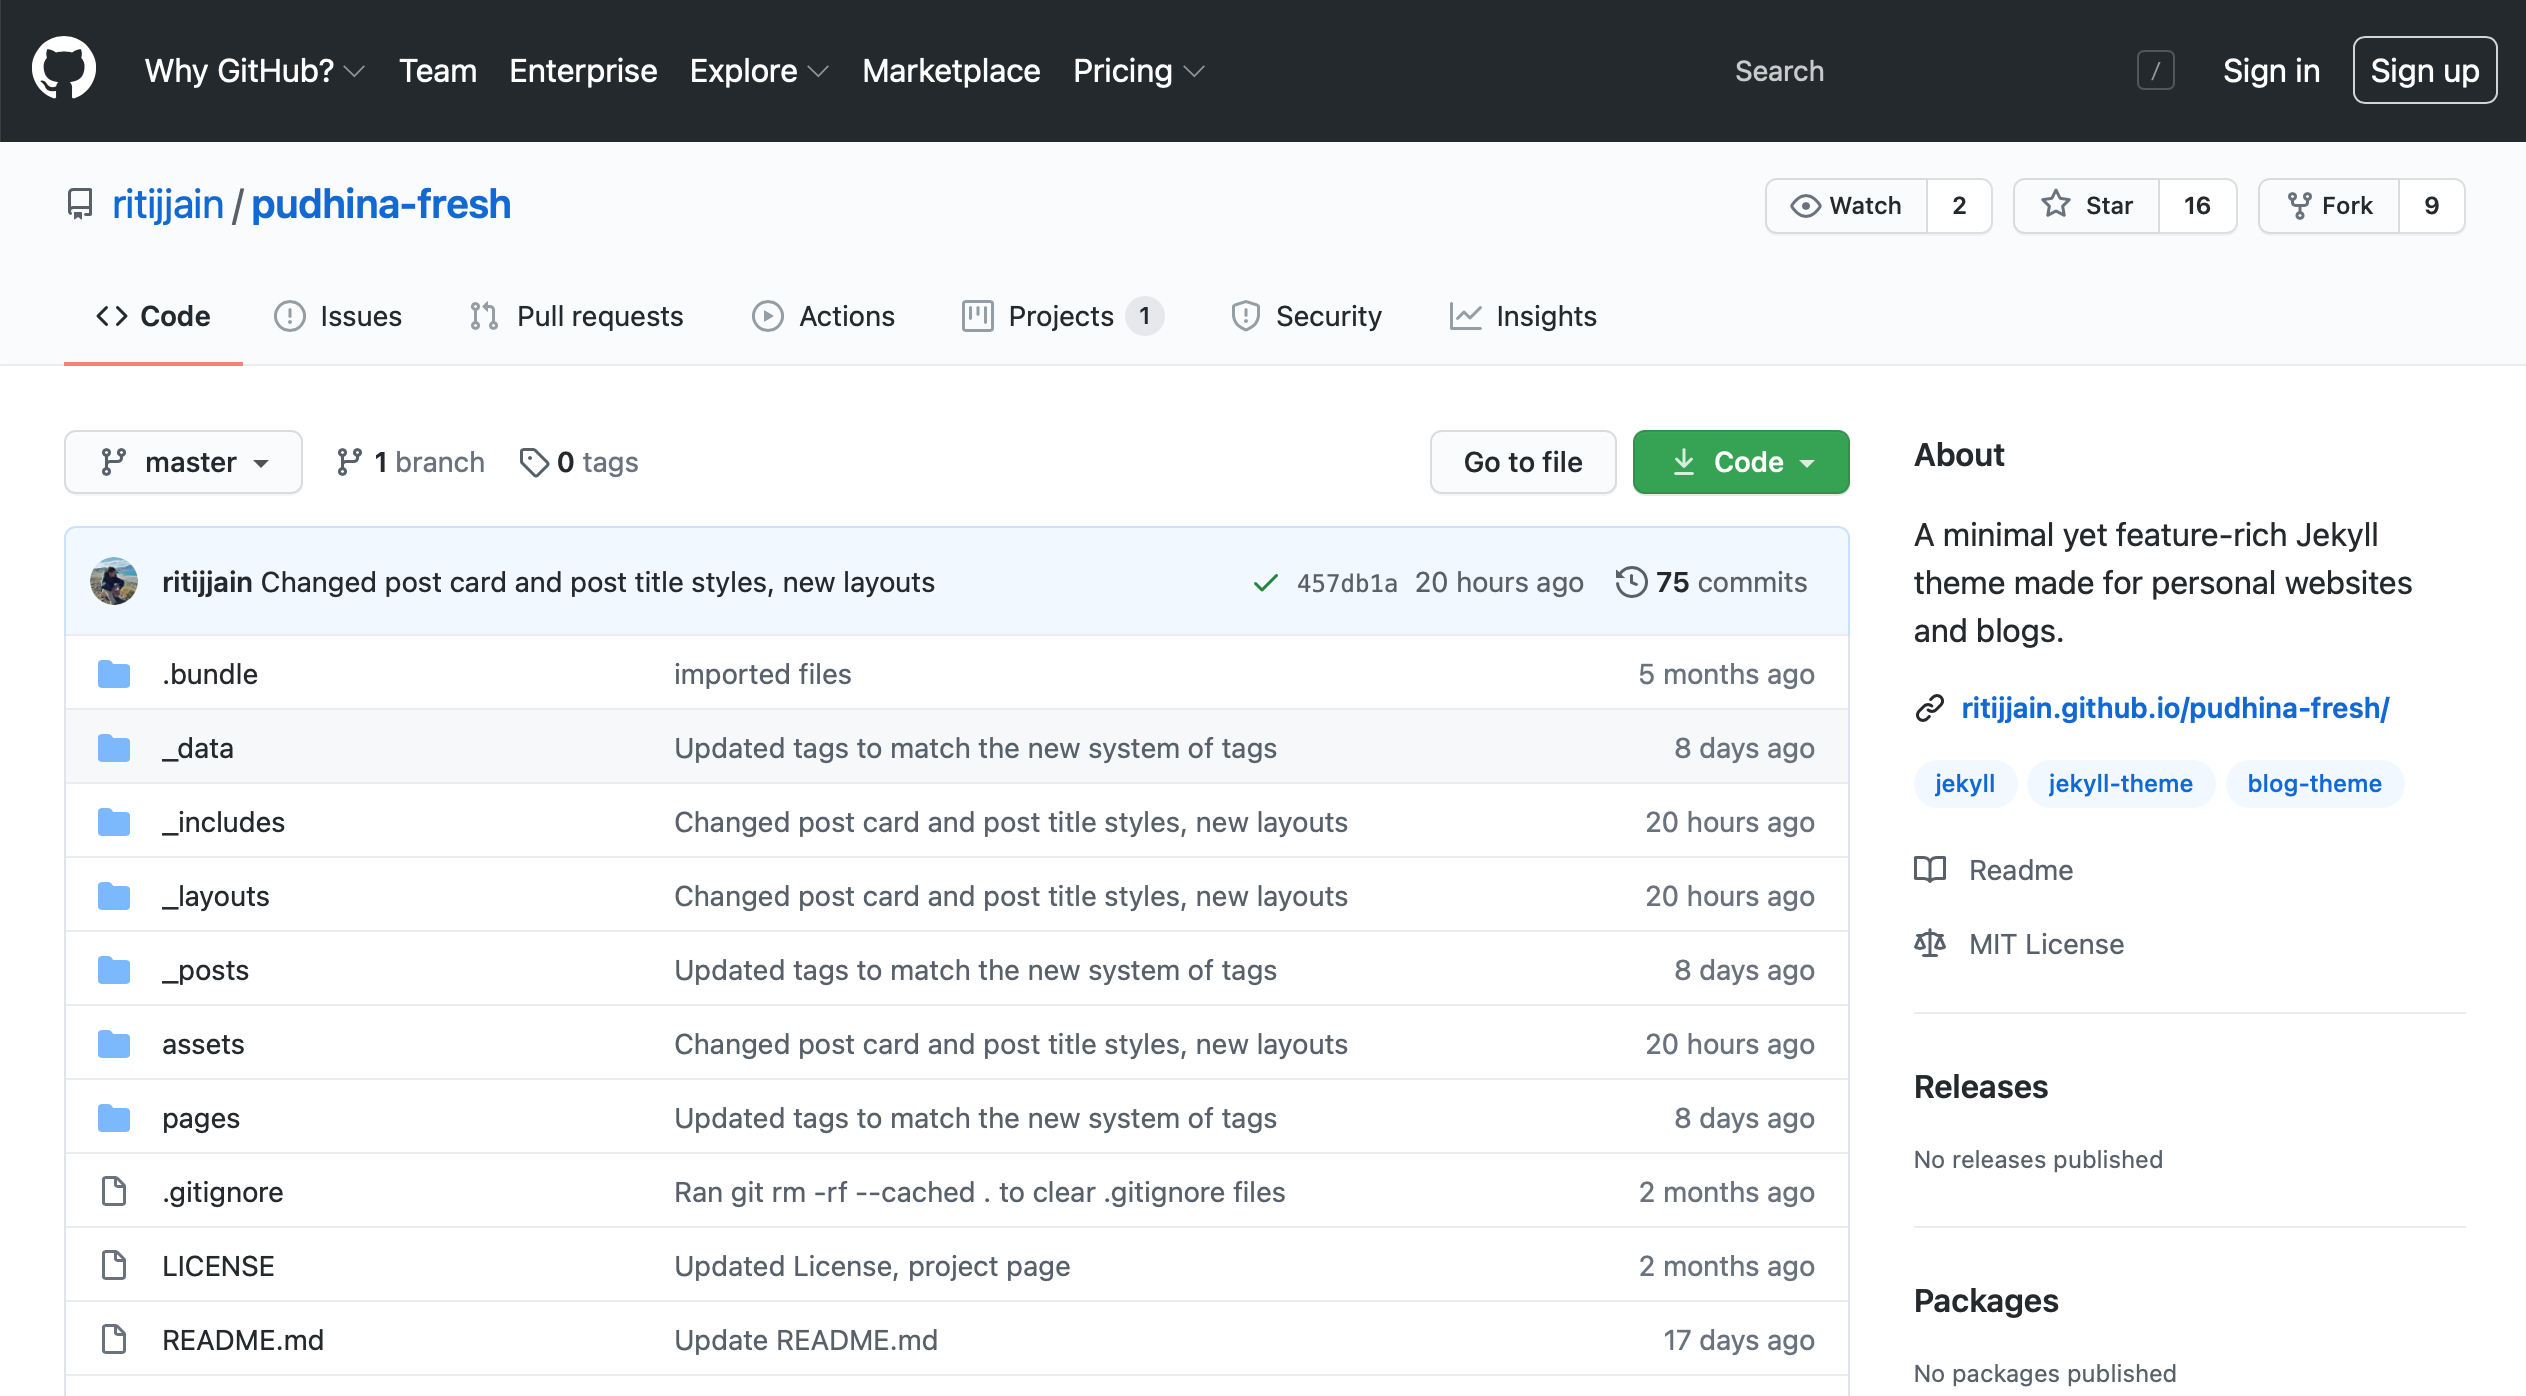 Why GitHub? Team Enterprise Explore Marketplace Pricing Search / Sign in Sign up
ritijjain / pudhina-fresh Watch 2 Star 16 Fork 9
Code Issues Pull requests Actions Projects 1 Security Insights
master 1 branch 0 tags Go to file Code
ritijjain Changed post card and post title styles, new layouts 457db1a 20 hours ago 75 commits
.bundle imported files 5 months ago
_data Updated tags to match the new system of tags 8 days ago
_includes Changed post card and post title styles, new layouts 20 hours ago
_layouts Changed post card and post title styles, new layouts 20 hours ago
_posts Updated tags to match the new system of tags 8 days ago
assets Changed post card and post title styles, new layouts 20 hours ago
pages Updated tags to match the new system of tags 8 days ago
.gitignore Ran git rm -rf --cached . to clear .gitignore files 2 months ago
LICENSE Updated License, project page 2 months ago
README.md Update README.md 17 days ago
About
A minimal yet feature-rich Jekyll
theme made for personal websites
and blogs.
ritijjain.github.io/pudhina-fresh/
jekyll jekyll-theme blog-theme
Readme
MIT License
Releases
No releases published
Packages
No packages published